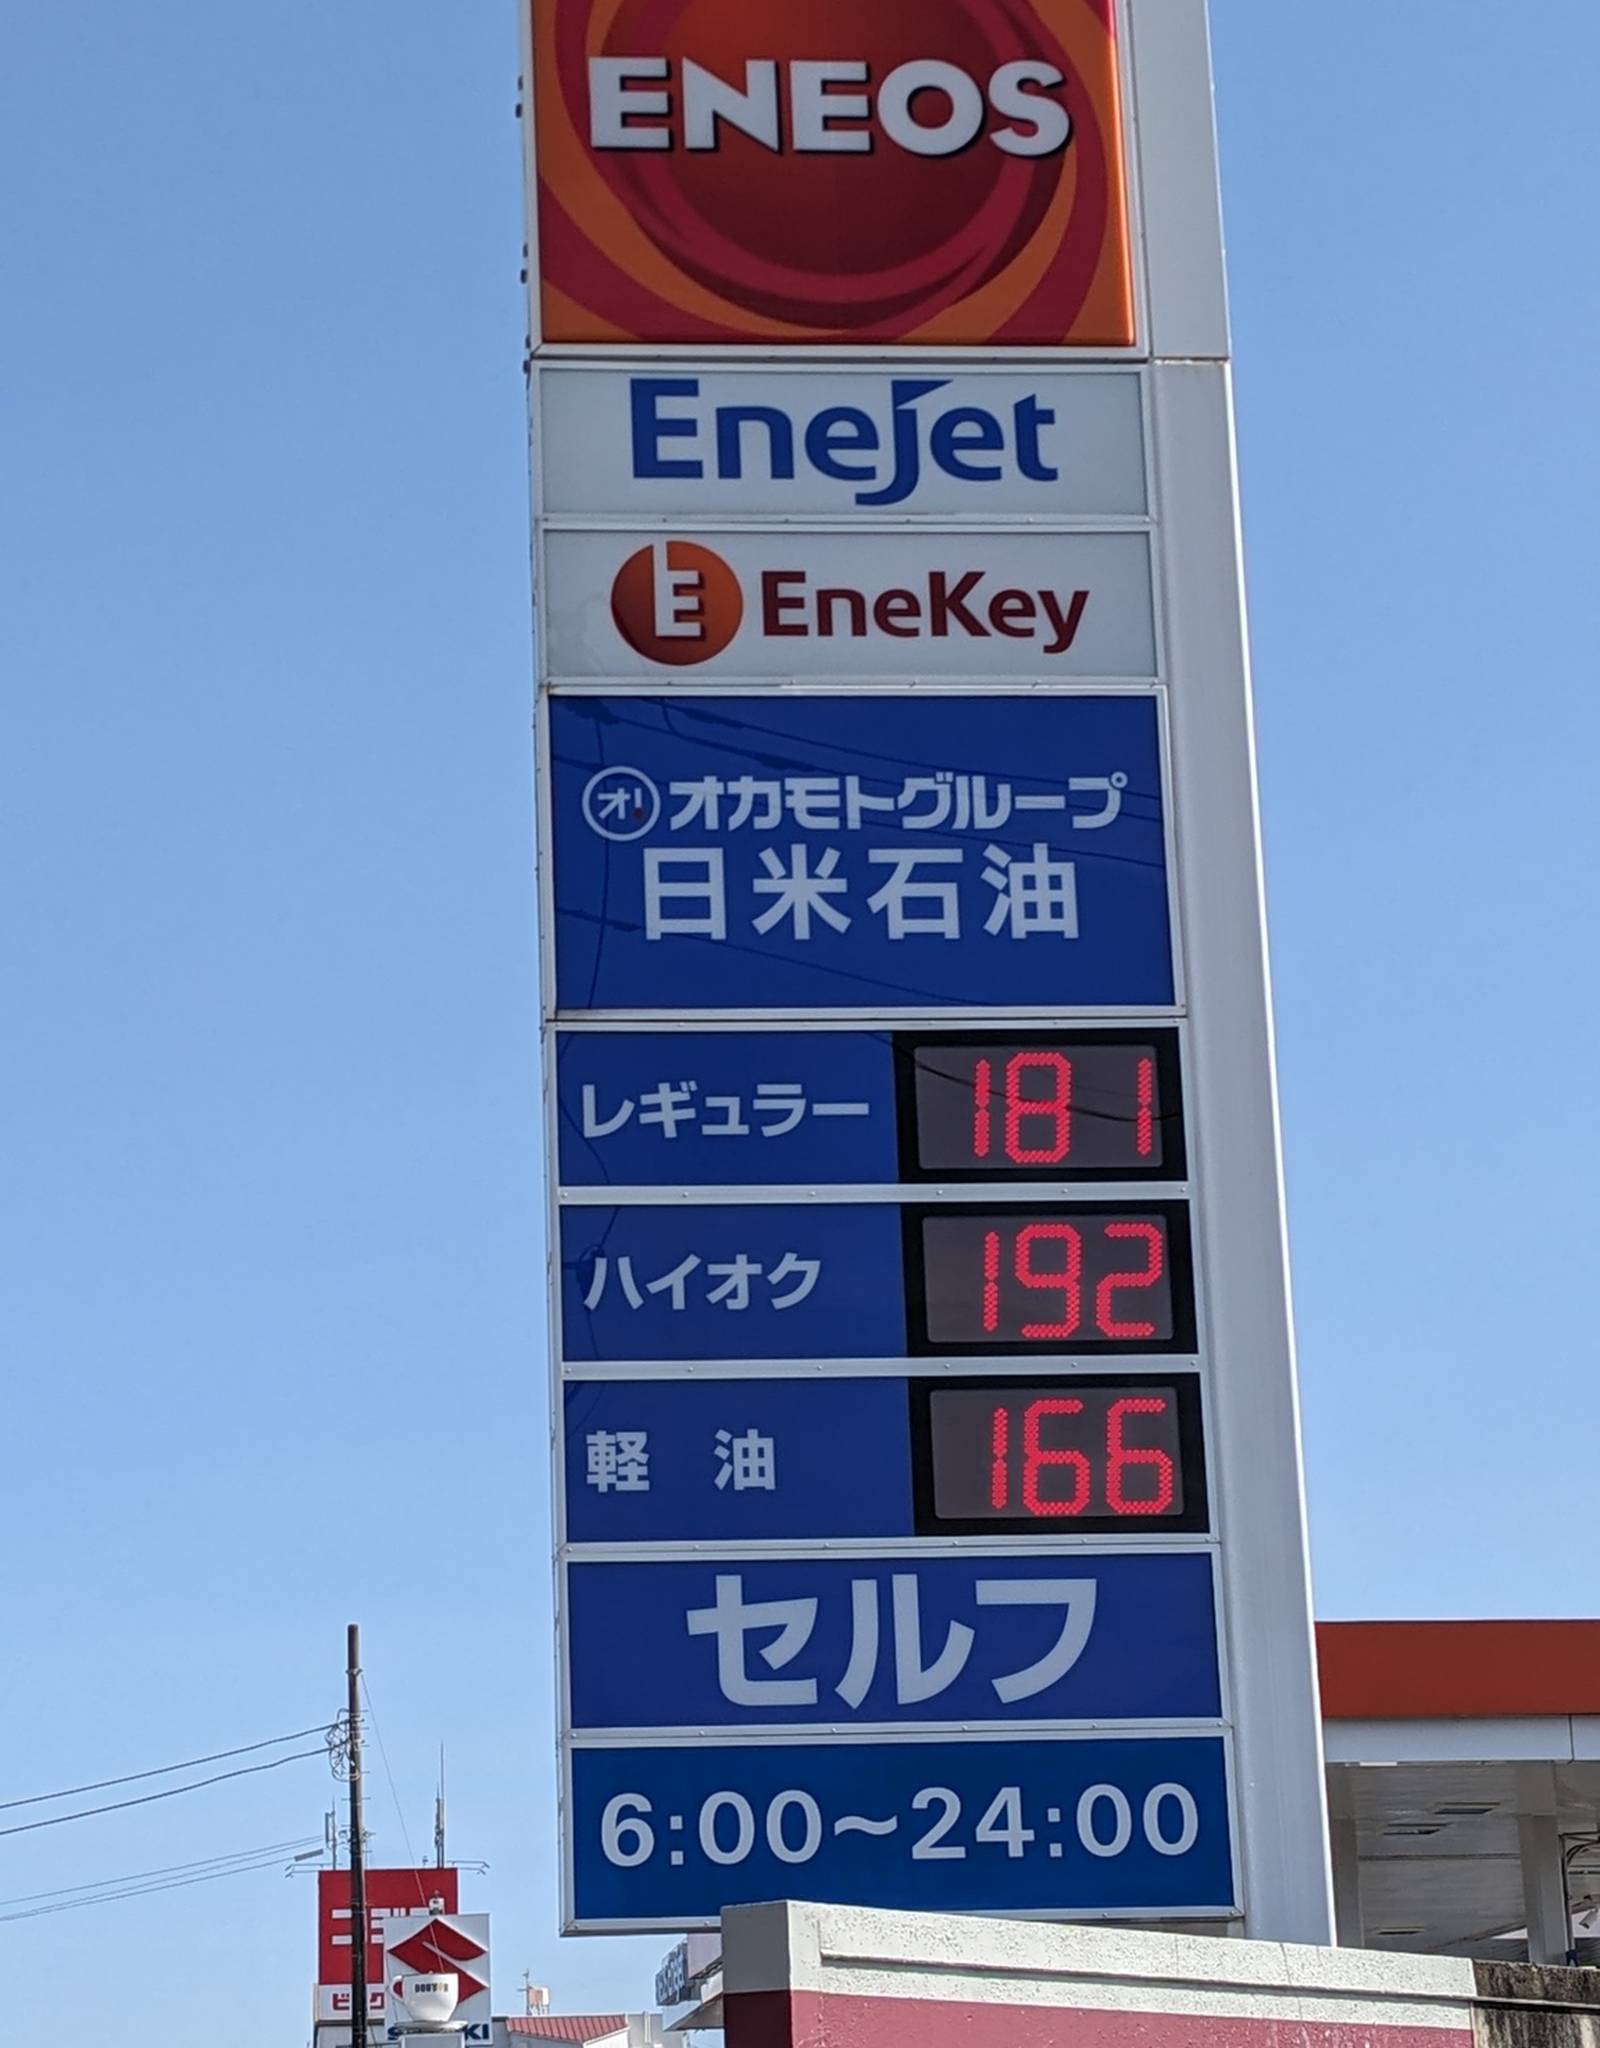 ENEOS
Enejet
E EneKey
オ! オカモトグループ
日米石油
レギュラー 181
ハイオク 192
軽 油 166
セルフ
6:00~24:00